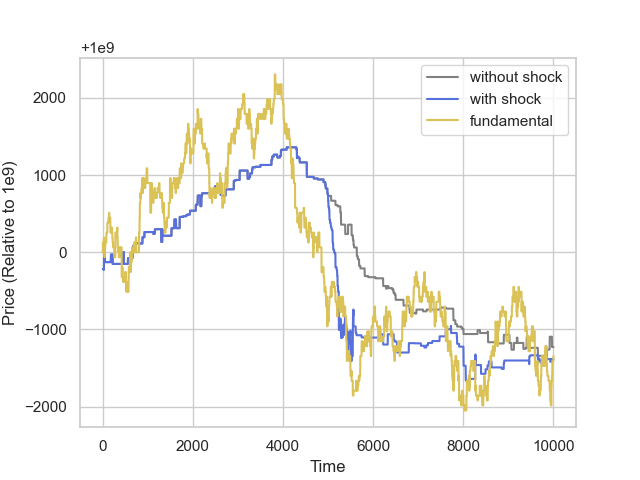 +1e9
Price (Relative to 1e9)
2000
1000
0
−1000
−2000
without shock
with shock
fundamental
0
2000
4000
6000
8000
10000
Time